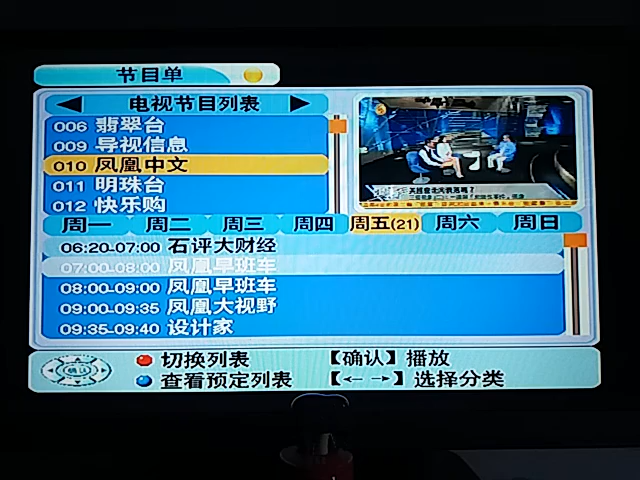 节目单
电视节目列表
006 翡翠台
009 导视信息
010 凤凰中文
011 明珠台
012 快乐购
周一 周二 周三 周四 周五(21) 周六 周日
06:20-07:00 石评大财经
07:00-08:00 凤凰早班车
08:00-09:00 凤凰早班车
09:00-09:35 凤凰大视野
09:35-09:40 设计家
确认
切换列表 【确认】播放
查看预定列表 【←→】选择分类